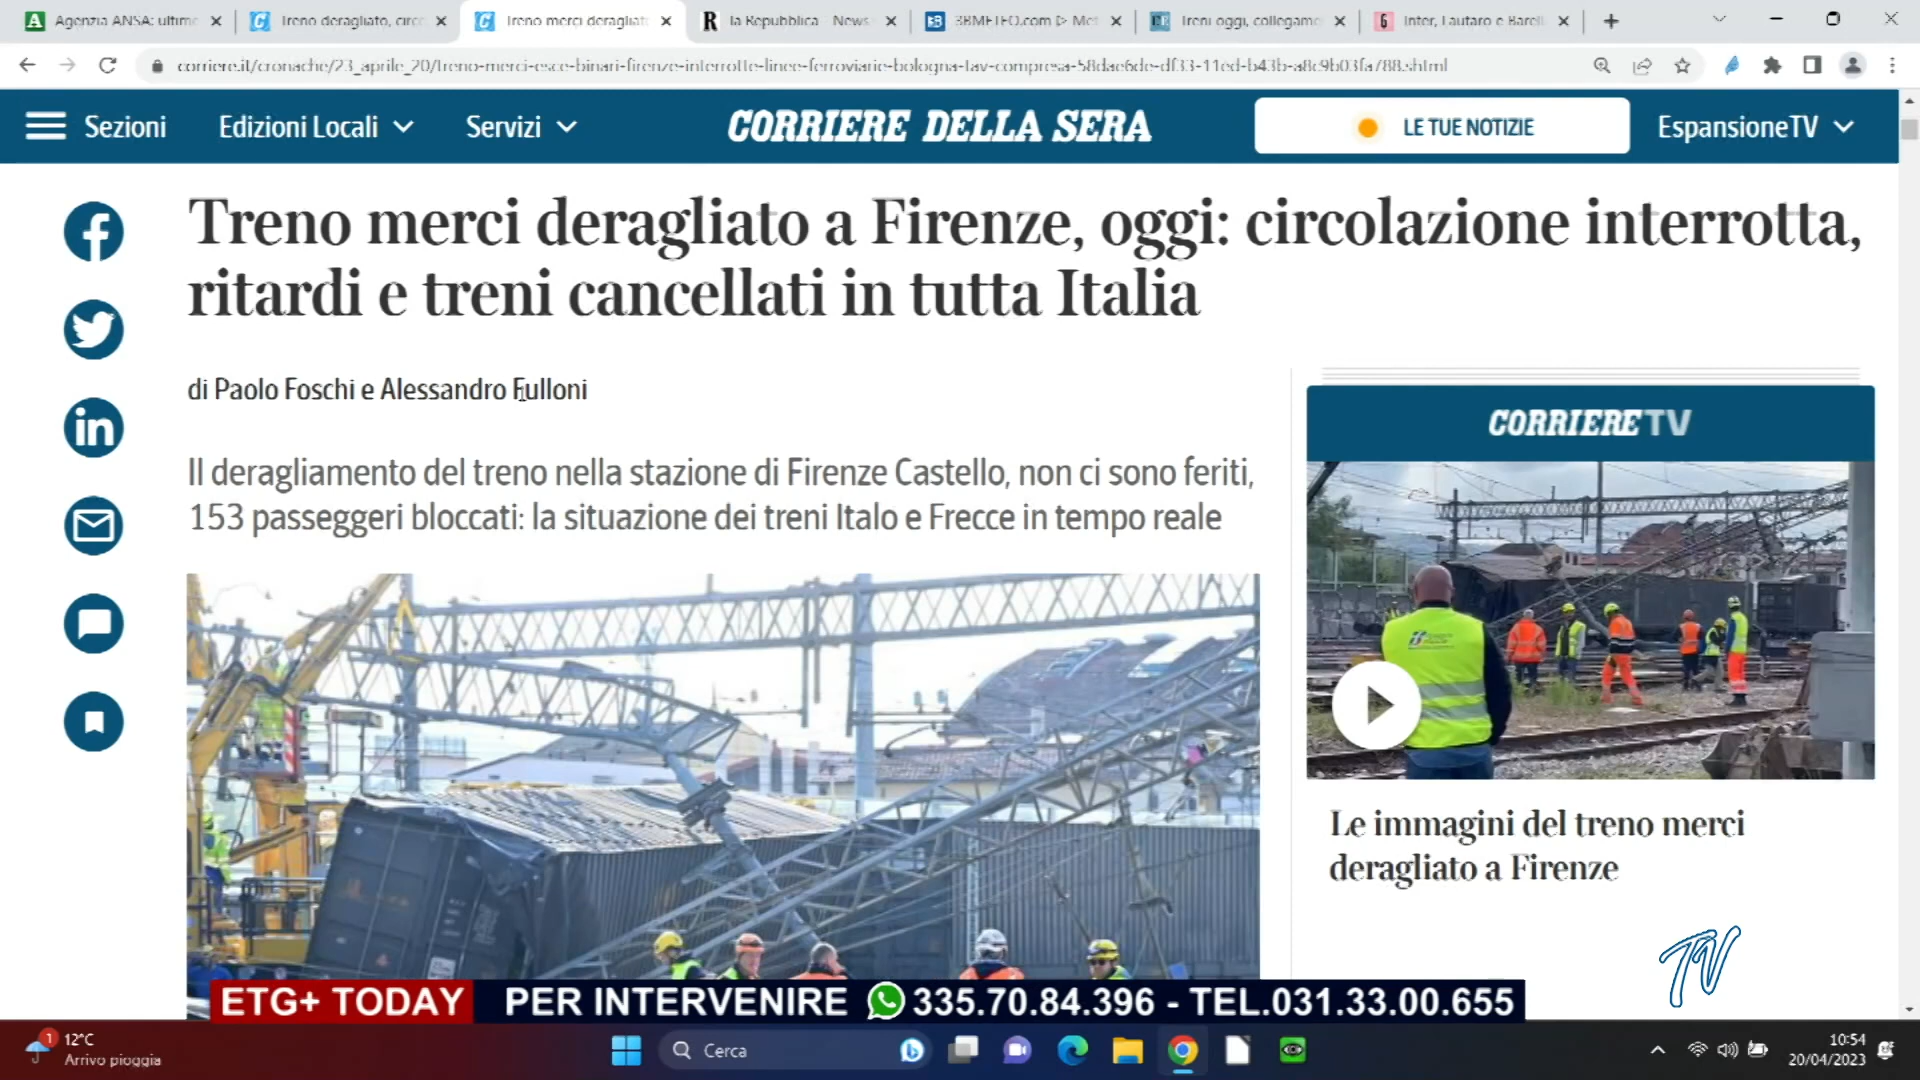 Agenzia ANSA: ultime
Treno deragliato, circo
Treno merci deragliato
la Repubblica - News
3BMETEO.com ▷ Met
Treni oggi, collegame
Inter, Lautaro e Barell
corriere.it/cronache/23_aprile_20/treno-merci-esce-binari-firenze-interrotte-linee-ferroviarie-bologna-tav-compresa-58dae6de-df33-11ed-b43b-a8c9b03fa788.shtml
Sezioni
Edizioni Locali
Servizi
CORRIERE DELLA SERA
LE TUE NOTIZIE
EspansioneTV
Treno merci deragliato a Firenze, oggi: circolazione interrotta,
ritardi e treni cancellati in tutta Italia
di Paolo Foschi e Alessandro Fulloni
Il deragliamento del treno nella stazione di Firenze Castello, non ci sono feriti,
153 passeggeri bloccati: la situazione dei treni Italo e Frecce in tempo reale
CORRIERE TV
Le immagini del treno merci
deragliato a Firenze
TV
ETG+ TODAY
PER INTERVENIRE 335.70.84.396 - TEL.031.33.00.655
1
12°C
Arrivo pioggia
Cerca
10:54
20/04/2023